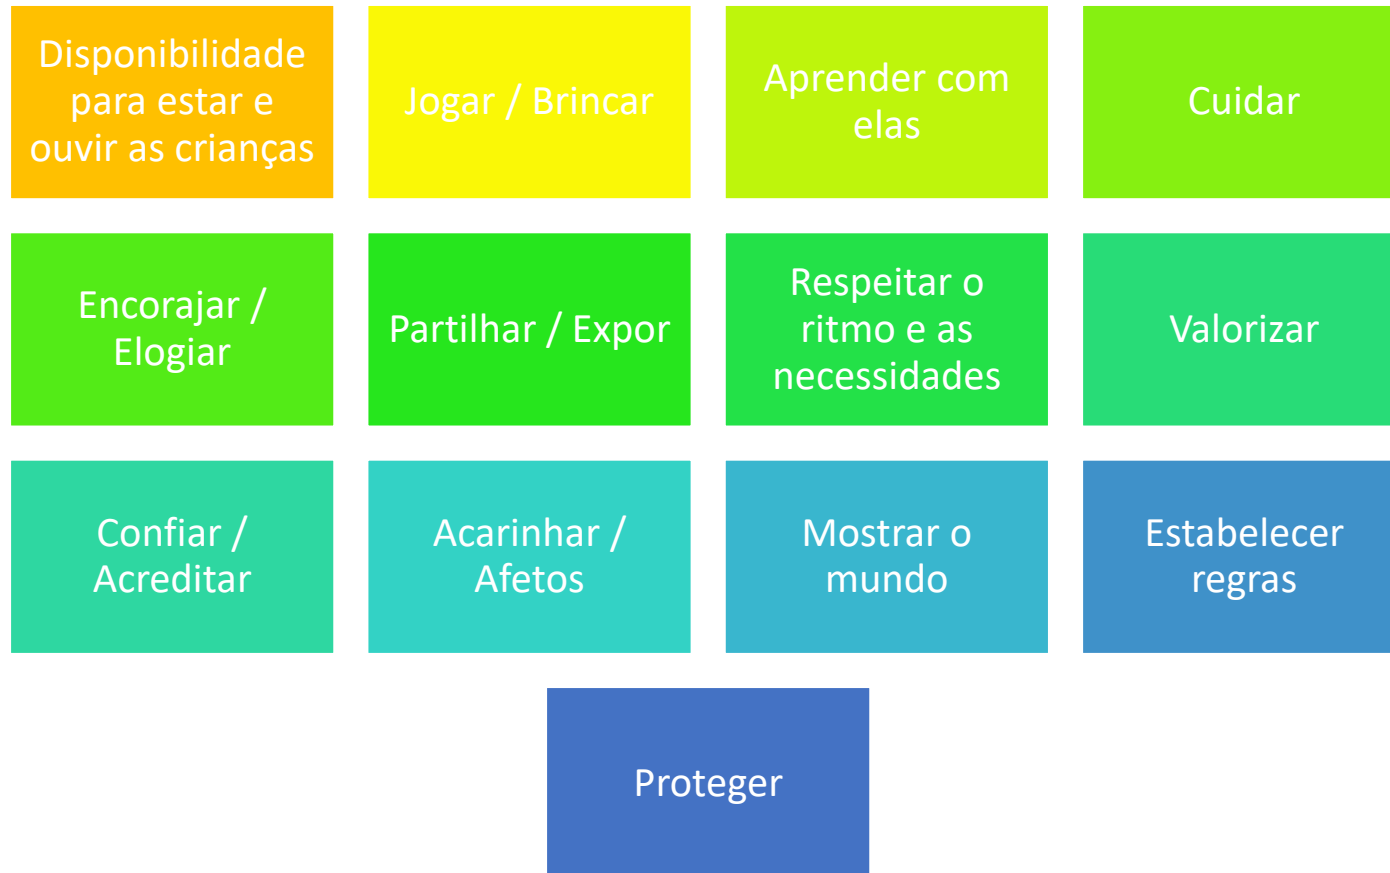 Disponibilidade
para estar e
ouvir as crianças
Jogar / Brincar
Aprender com
elas
Cuidar
Encorajar /
Elogiar
Partilhar / Expor
Respeitar o
ritmo e as
necessidades
Valorizar
Confiar /
Acreditar
Acarinhar /
Afetos
Mostrar o
mundo
Estabelecer
regras
Proteger